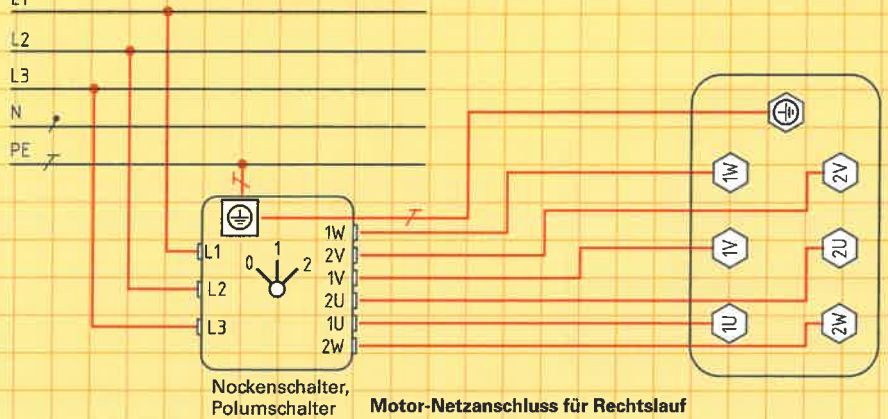 L1
L2
L3
N
PE
1W
2V
1V
2U
1U
2W
L1
L2
L3
0
1
2
1W
2V
1V
2U
1U
2W
Nockenschalter,
Polumschalter
Motor-Netzanschluss für Rechtslauf